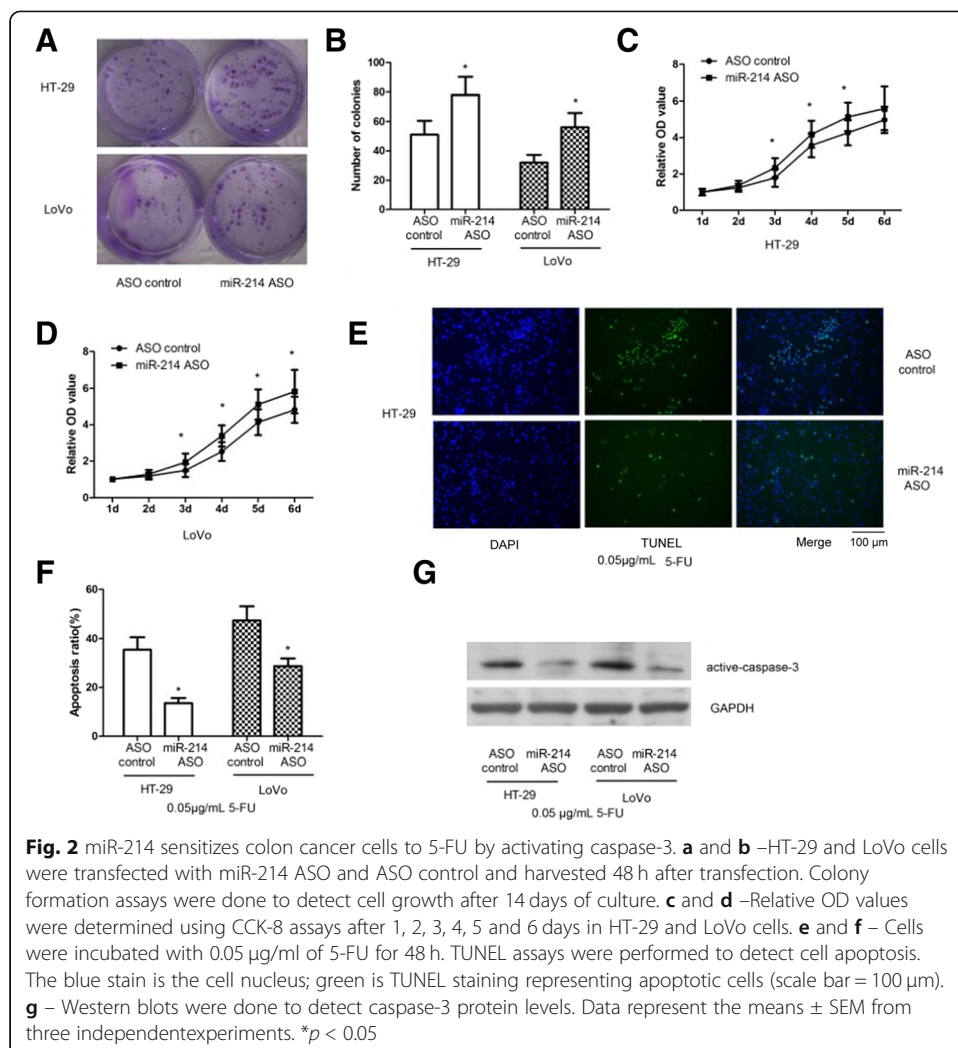 A
HT-29
LoVo
ASO control miR-214 ASO
B
Number of colonies
100
80
60
40
20
0
*
*
ASO control miR-214 ASO ASO control miR-214 ASO
HT-29 LoVo
C
ASO control
miR-214 ASO
Relative OD value
8
6
4
2
0
* * *
1d 2d 3d 4d 5d 6d
HT-29
D
ASO control
miR-214 ASO
Relative OD value
8
6
4
2
0
* * * *
1d 2d 3d 4d 5d 6d
LoVo
E
HT-29
ASO control
miR-214 ASO
DAPI TUNEL Merge 100 µm
0.05µg/mL 5-FU
F
Apoptosis ratio(%)
60
40
20
0
*
*
ASO control miR-214 ASO ASO control miR-214 ASO
HT-29 LoVo
0.05µg/mL 5-FU
G
active-caspase-3
GAPDH
ASO control miR-214 ASO ASO control miR-214 ASO
HT-29 LoVo
0.05 µg/mL 5-FU
Fig. 2 miR-214 sensitizes colon cancer cells to 5-FU by activating caspase-3. a and b –HT-29 and LoVo cells
were transfected with miR-214 ASO and ASO control and harvested 48 h after transfection. Colony
formation assays were done to detect cell growth after 14 days of culture. c and d –Relative OD values
were determined using CCK-8 assays after 1, 2, 3, 4, 5 and 6 days in HT-29 and LoVo cells. e and f – Cells
were incubated with 0.05 µg/ml of 5-FU for 48 h. TUNEL assays were performed to detect cell apoptosis.
The blue stain is the cell nucleus; green is TUNEL staining representing apoptotic cells (scale bar = 100 µm).
g – Western blots were done to detect caspase-3 protein levels. Data represent the means ± SEM from
three independentexperiments. *p < 0.05